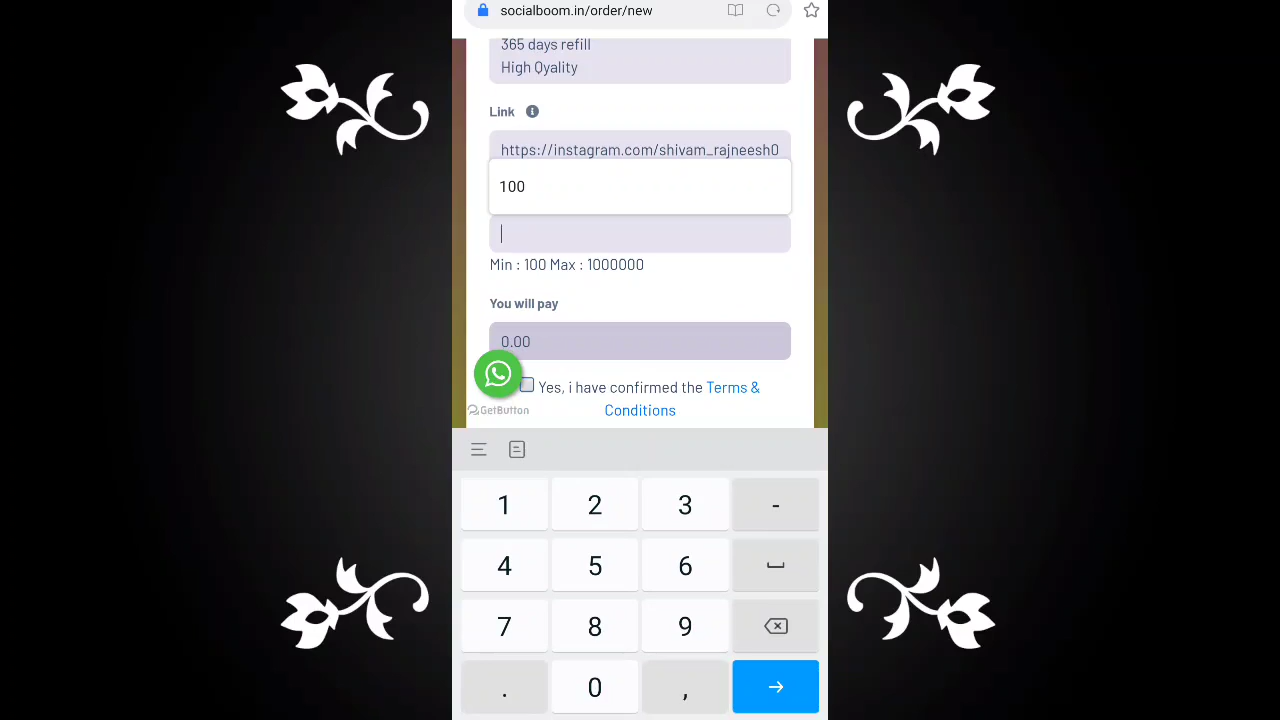 socialboom.in/order/new
365 days refill
High Qyality
Link
https://instagram.com/shivam_rajneesh0
100
Min : 100 Max : 1000000
You will pay
0.00
Yes, i have confirmed the Terms &
Conditions
GetButton
1 2 3 -
4 5 6
7 8 9
. 0 ,